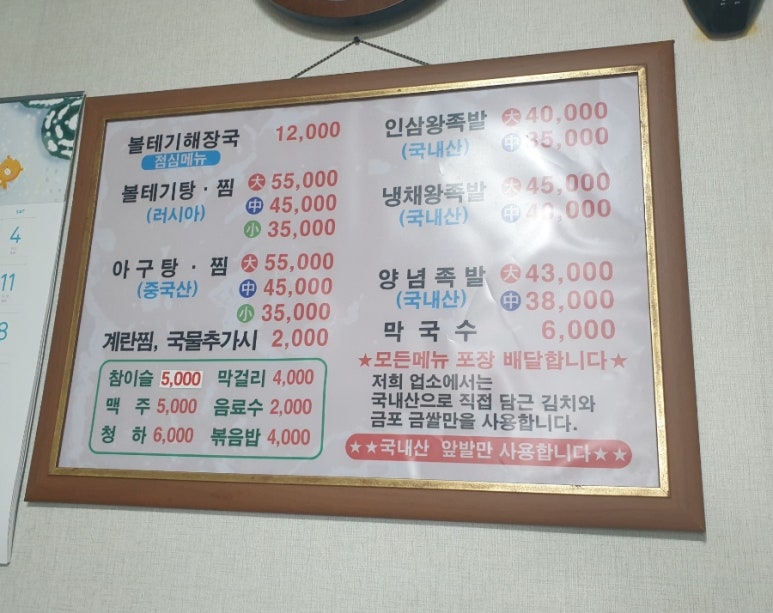 볼테기해장국 12,000
점심메뉴
볼테기탕·찜 大 55,000
(러시아) 中 45,000
小 35,000
아구탕·찜 大 55,000
(중국산) 中 45,000
小 35,000
계란찜, 국물추가시 2,000
참이슬 5,000 막걸리 4,000
맥주 5,000 음료수 2,000
청하 6,000 볶음밥 4,000
인삼왕족발 大 40,000
(국내산) 中 35,000
냉채왕족발 大 45,000
(국내산) 中 40,000
양념족발 大 43,000
(국내산) 中 38,000
막국수 6,000
★모든메뉴 포장 배달합니다★
저희 업소에서는
국내산으로 직접 담근 김치와
금포 금쌀만을 사용합니다.
★★국내산 앞발만 사용합니다★★
SAT
4
11
8